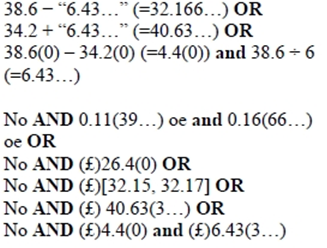 38.6 – “6.43…” (=32.166…) OR
34.2 + “6.43…” (=40.63…) OR
38.6(0) – 34.2(0) (=4.4(0)) and 38.6 ÷ 6
(=6.43…)
No AND 0.11(39…) oe and 0.16(66…)
oe OR
No AND (£)26.4(0) OR
No AND (£)[32.15, 32.17] OR
No AND (£) 40.63(3…) OR
No AND (£)4.4(0) and (£)6.43(3…)